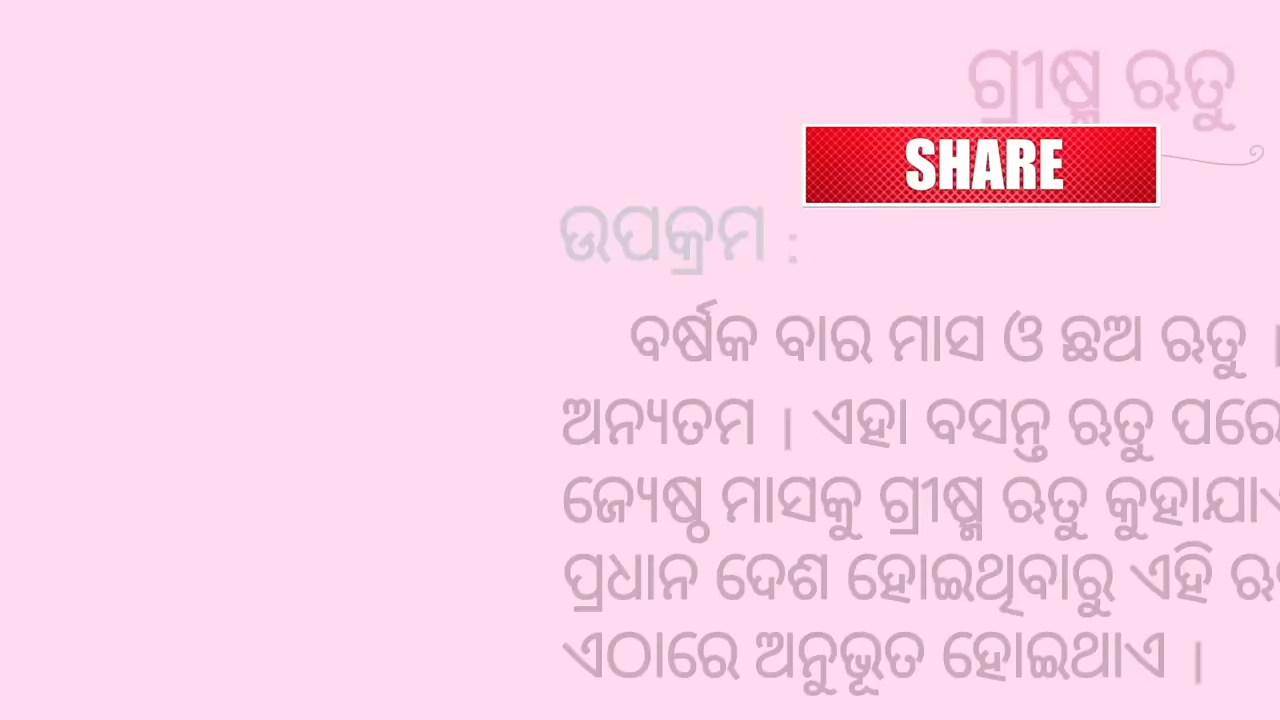 ଗ୍ରୀଷ୍ମ ଋତୁ
SHARE
ଉପକ୍ରମ :
ବର୍ଷକ ବାର ମାସ ଓ ଛଅ ଋତୁ ।
ଅନ୍ୟତମ । ଏହା ବସନ୍ତ ଋତୁ ପରେ
ଜ୍ୟେଷ୍ଠ ମାସକୁ ଗ୍ରୀଷ୍ମ ଋତୁ କୁହାଯାଏ
ପ୍ରଧାନ ଦେଶ ହୋଇଥିବାରୁ ଏହି
ଏଠାରେ ଅନୁଭୂତ ହୋଇଥାଏ ।